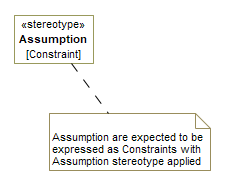 «stereotype»
Assumption
[Constraint]
Assumption are expected to be
expressed as Constraints with
Assumption stereotype applied